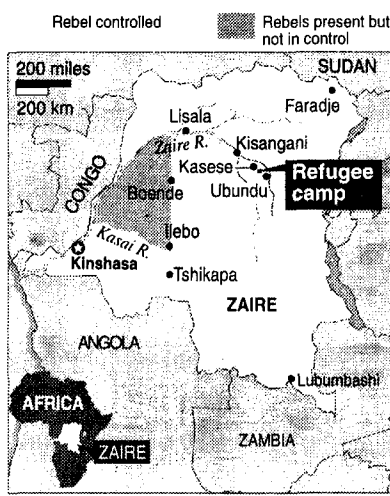 Rebel controlled
Rebels present but
not in control
200 miles
200 km
SUDAN
Faradje
Lisala
Zaire R.
Kisangani
Kasese
Refugee
camp
Ubundu
CONGO
Boende
Ilebo
Kasai R.
Kinshasa
Tshikapa
ZAIRE
ANGOLA
Lubumbashi
AFRICA
ZAIRE
ZAMBIA